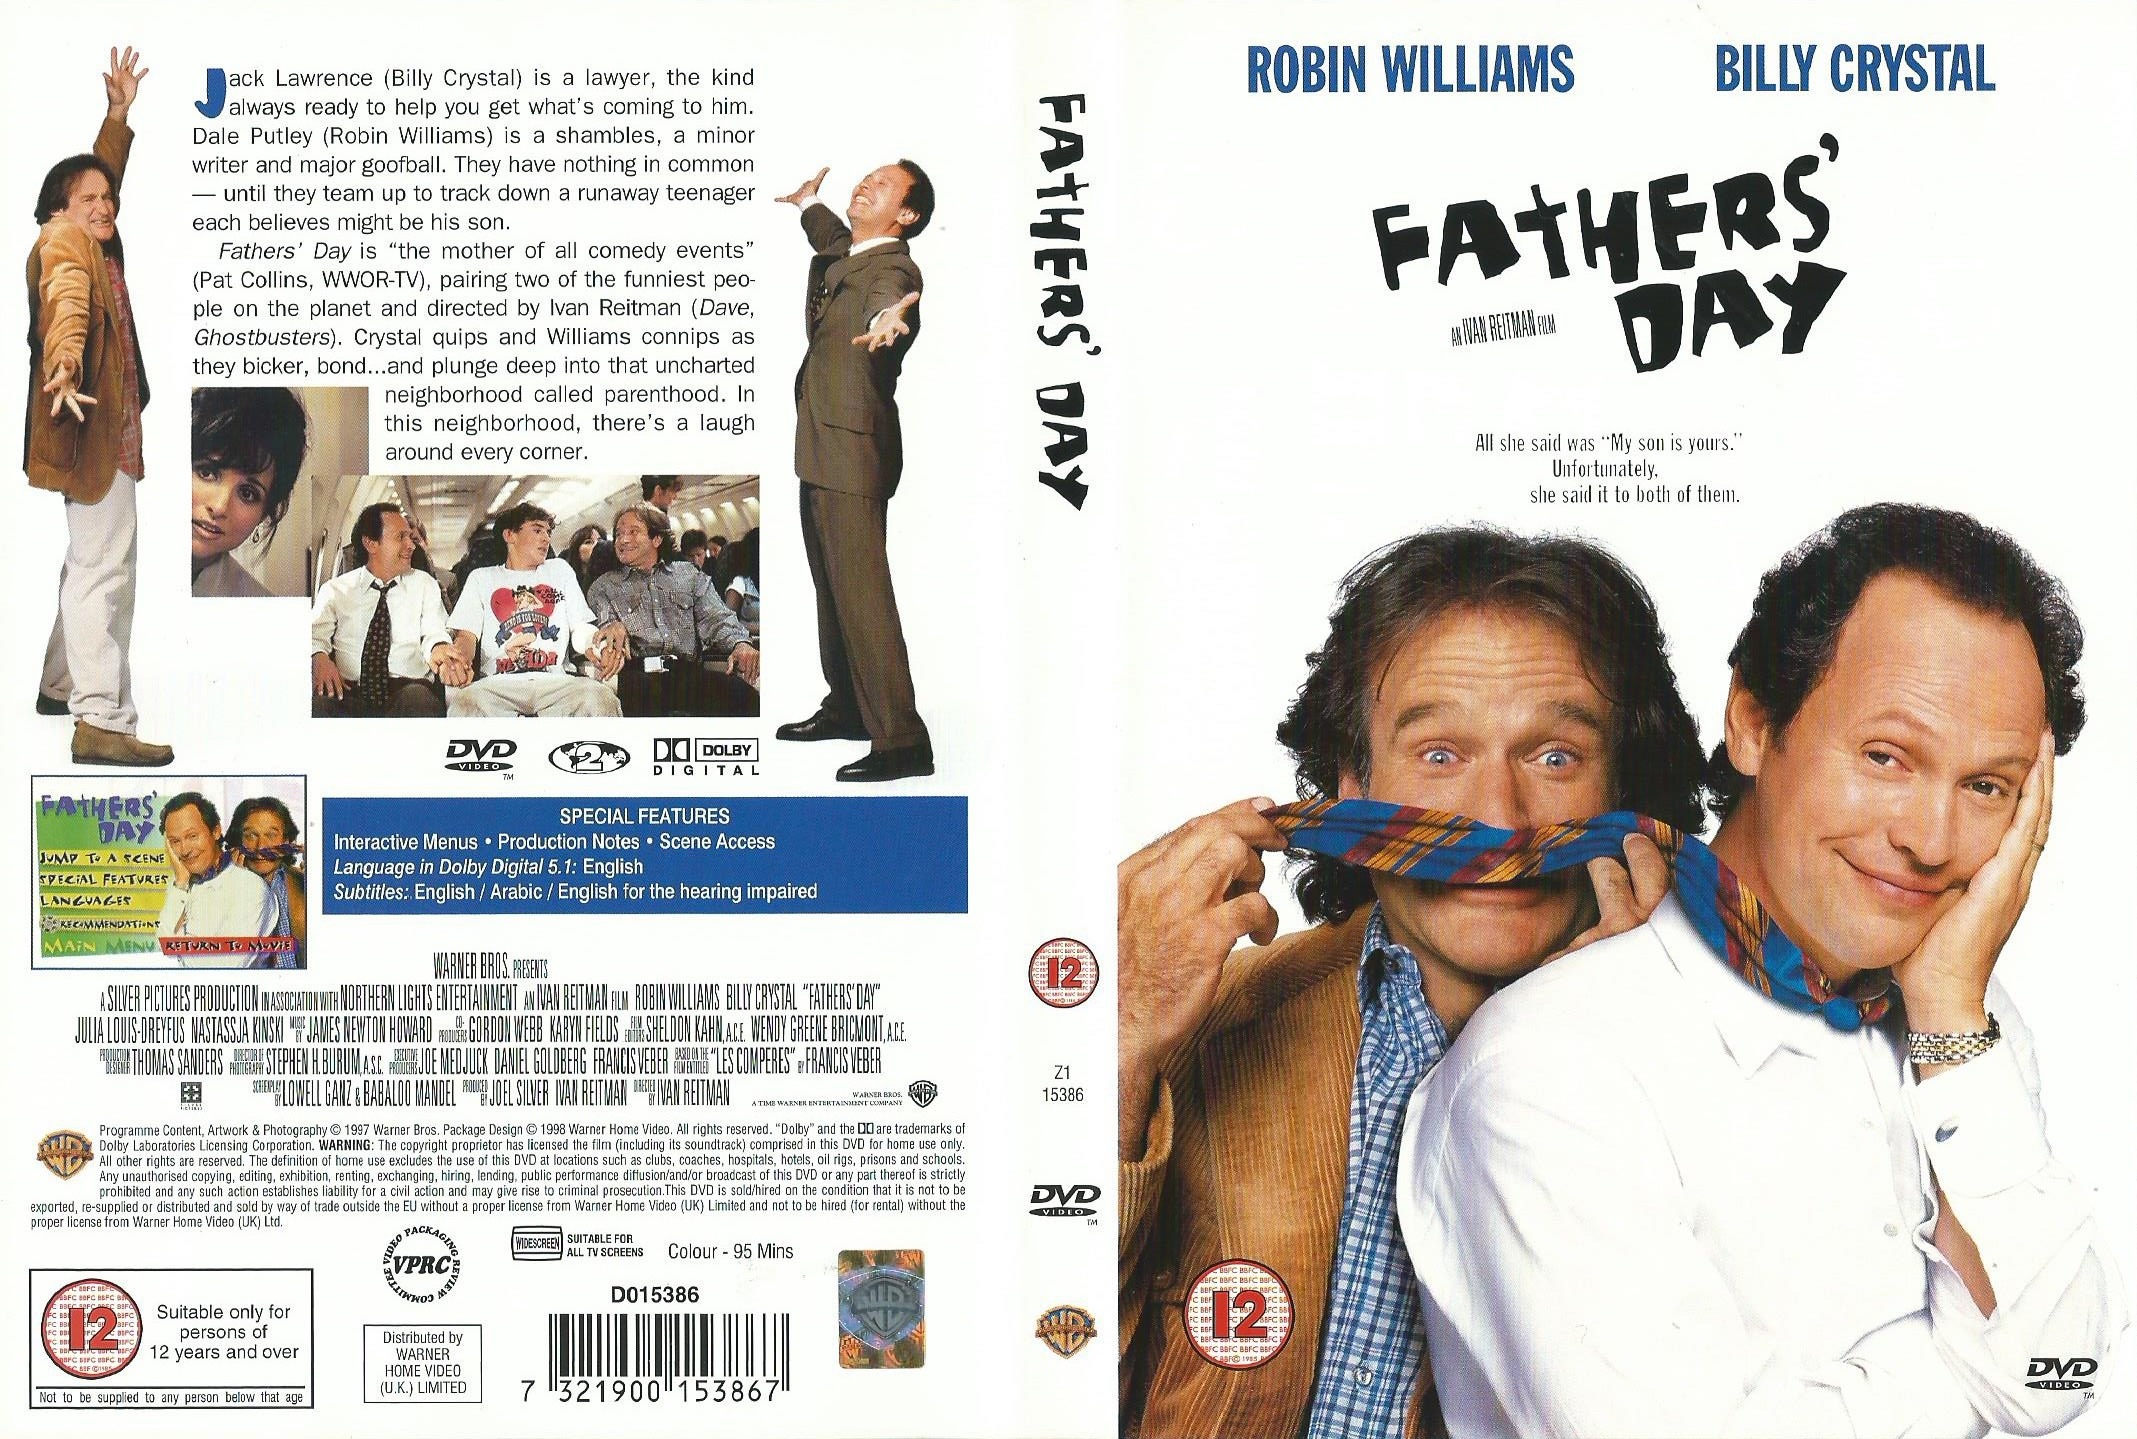 Jack Lawrence (Billy Crystal) is a lawyer, the kind
always ready to help you get what's coming to him.
Dale Putley (Robin Williams) is a shambles, a minor
writer and major goofball. They have nothing in common
— until they team up to track down a runaway teenager
each believes might be his son.
Fathers' Day is “the mother of all comedy events”
(Pat Collins, WWOR-TV), pairing two of the funniest peo-
ple on the planet and directed by Ivan Reitman (Dave,
Ghostbusters). Crystal quips and Williams connips as
they bicker, bond...and plunge deep into that uncharted
neighborhood called parenthood. In
this neighborhood, there's a laugh
around every corner.
DVD
VIDEO
TM
2
DOLBY
DIGITAL
FATHERS'
DAY
JUMP TO A SCENE
SPECIAL FEATURES
LANGUAGES
RECOMMENDATIONS
MAIN MENU RETURN TO MOVIE
SPECIAL FEATURES
Interactive Menus • Production Notes • Scene Access
Language in Dolby Digital 5.1: English
Subtitles: English / Arabic / English for the hearing impaired
WARNER BROS. PRESENTS
A SILVER PICTURES PRODUCTION IN ASSOCIATION WITH NORTHERN LIGHTS ENTERTAINMENT AN IVAN REITMAN FILM ROBIN WILLIAMS BILLY CRYSTAL “FATHERS' DAY”
JULIA LOUIS-DREYFUS NASTASSJA KINSKI MUSIC BY JAMES NEWTON HOWARD CO-PRODUCERS GORDON WEBB KARYN FIELDS FILM EDITORS SHELDON KAHN, A.C.E. WENDY GREENE BRICMONT, A.C.E.
PRODUCTION DESIGNER THOMAS SANDERS DIRECTOR OF PHOTOGRAPHY STEPHEN H. BURUM, A.S.C. EXECUTIVE PRODUCERS JOE MEDJUCK DANIEL GOLDBERG FRANCIS VEBER BASED ON THE FILM ENTITLED “LES COMPERES” BY FRANCIS VEBER
SCREENPLAY BY LOWELL GANZ & BABALOO MANDEL PRODUCED BY JOEL SILVER IVAN REITMAN DIRECTED BY IVAN REITMAN
WARNER BROS.
A TIME WARNER ENTERTAINMENT COMPANY
Programme Content, Artwork & Photography © 1997 Warner Bros. Package Design © 1998 Warner Home Video. All rights reserved. “Dolby” and the are trademarks of
Dolby Laboratories Licensing Corporation. WARNING: The copyright proprietor has licensed the film (including its soundtrack) comprised in this DVD for home use only.
All other rights are reserved. The definition of home use excludes the use of this DVD at locations such as clubs, coaches, hospitals, hotels, oil rigs, prisons and schools.
Any unauthorised copying, editing, exhibition, renting, exchanging, hiring, lending, public performance diffusion/and/or broadcast of this DVD or any part thereof is strictly
prohibited and any such action establishes liability for a civil action and may give rise to criminal prosecution.This DVD is sold/hired on the condition that it is not to be
exported, re-supplied or distributed and sold by way of trade outside the EU without a proper license from Warner Home Video (UK) Limited and not to be hired (for rental) without the
proper license from Warner Home Video (UK) Ltd.
12
Suitable only for
persons of
12 years and over
Not to be supplied to any person below that age
VIDEO PACKAGING REVIEW COMMITTEE
VPRC
Distributed by
WARNER
HOME VIDEO
(U.K.) LIMITED
WIDESCREEN
SUITABLE FOR
ALL TV SCREENS
Colour - 95 Mins
D015386
7 321900 153867
FATHERS' DAY
12
Z1
15386
DVD
VIDEO
TM
WB
ROBIN WILLIAMS
BILLY CRYSTAL
FATHERS'
DAY
AN IVAN REITMAN FILM
All she said was “My son is yours.”
Unfortunately,
she said it to both of them.
12
DVD
VIDEO
TM